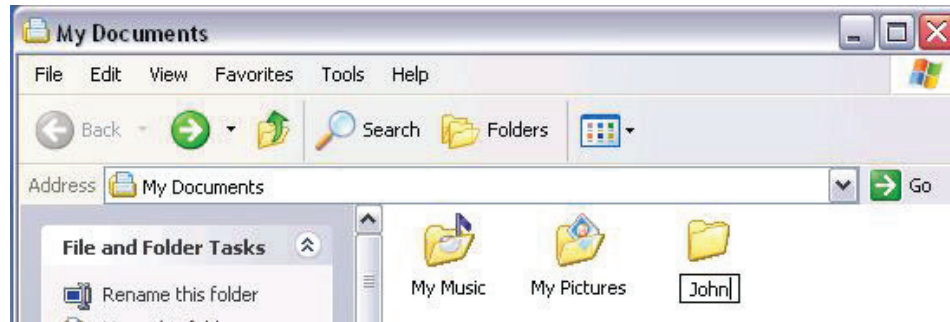 My Documents
File Edit View Favorites Tools Help
Back Search Folders
Address My Documents Go
File and Folder Tasks
Rename this folder
My Music My Pictures John